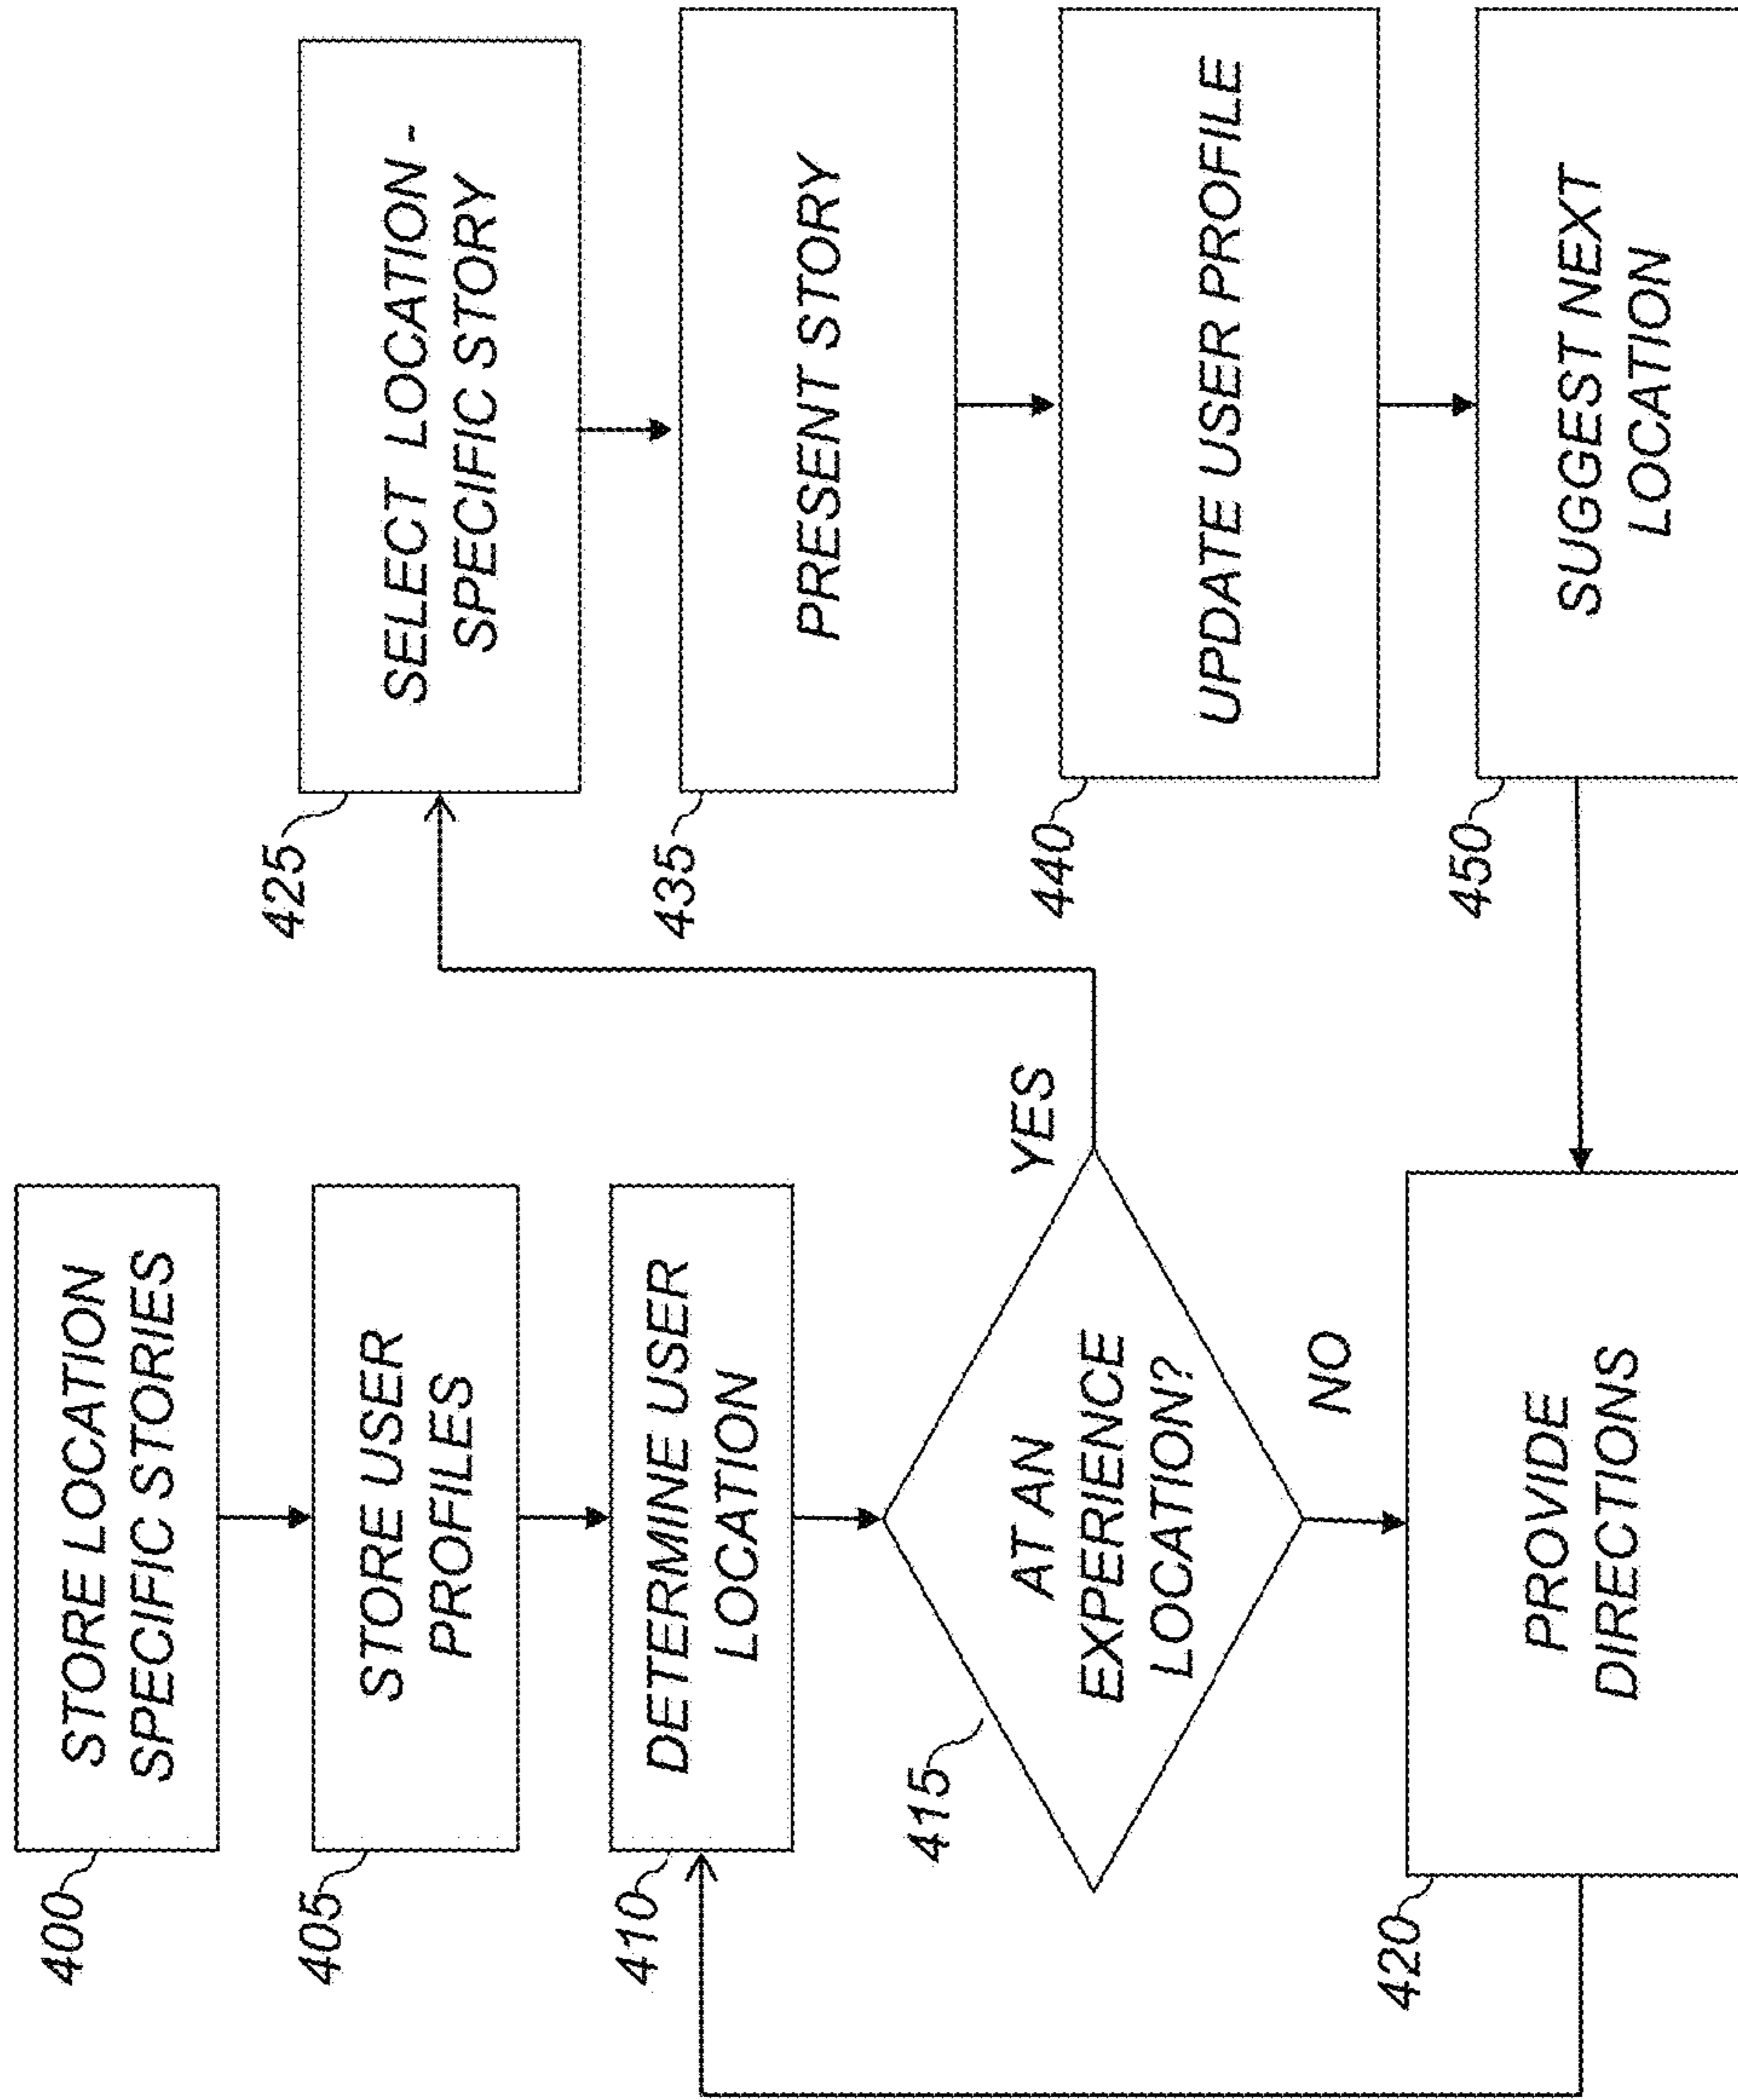 400
STORE LOCATION
SPECIFIC STORIES
405
STORE USER
PROFILES
410
DETERMINE USER
LOCATION
415
AT AN
EXPERIENCE
LOCATION?
YES
NO
420
PROVIDE
DIRECTIONS
425
SELECT LOCATION -
SPECIFIC STORY
435
PRESENT STORY
440
UPDATE USER PROFILE
450
SUGGEST NEXT
LOCATION